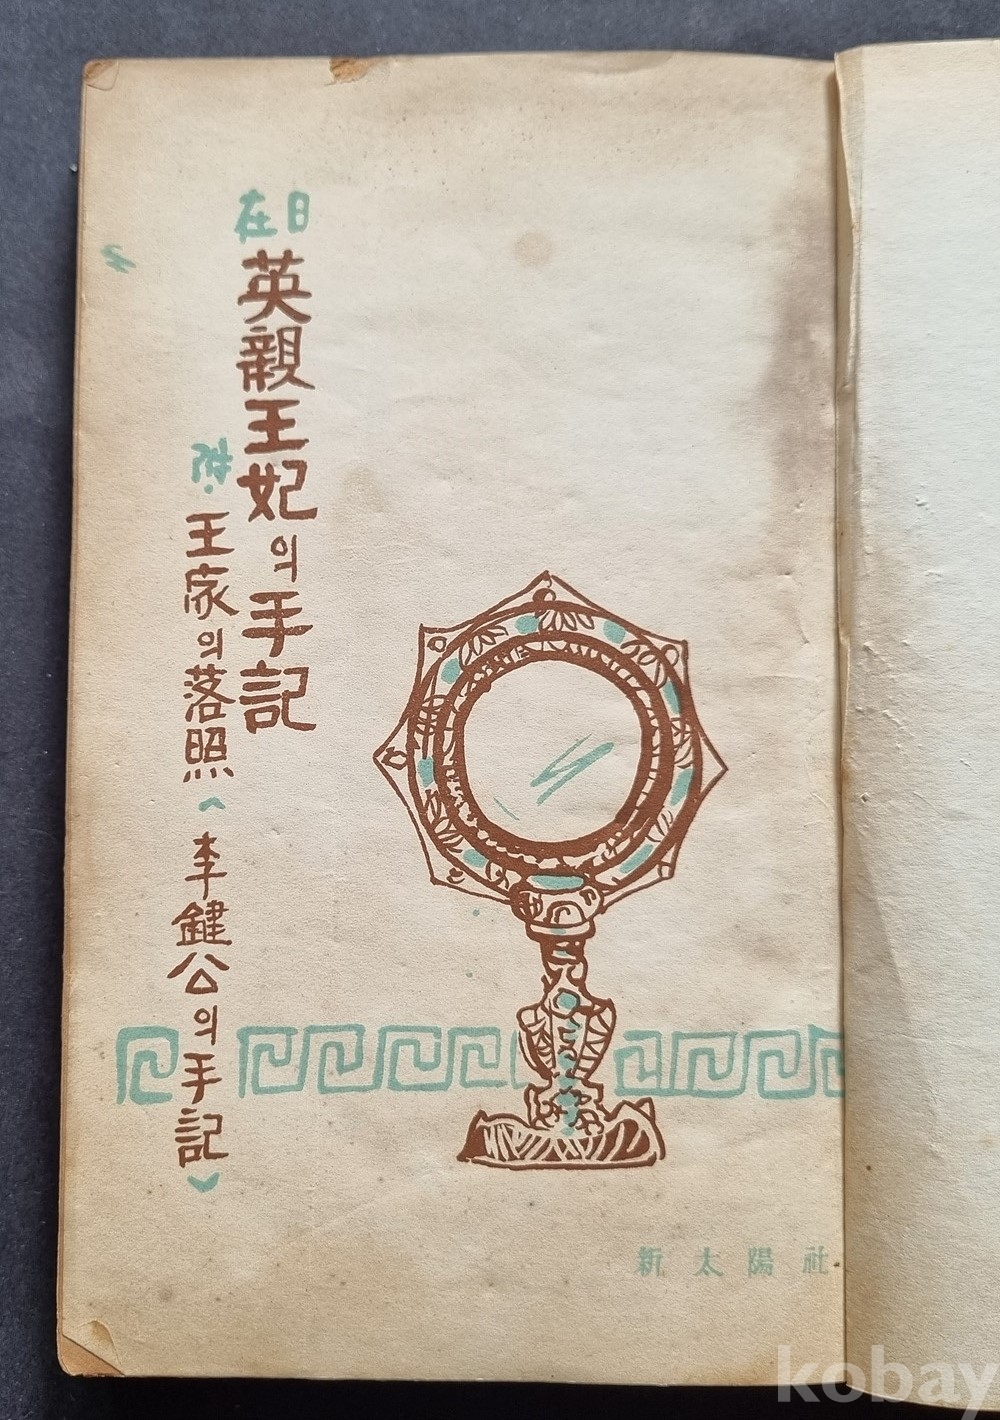 在日
英親王妃의手記
附·
王家의落照
(李鍵公의手記)
新太陽社
kobay